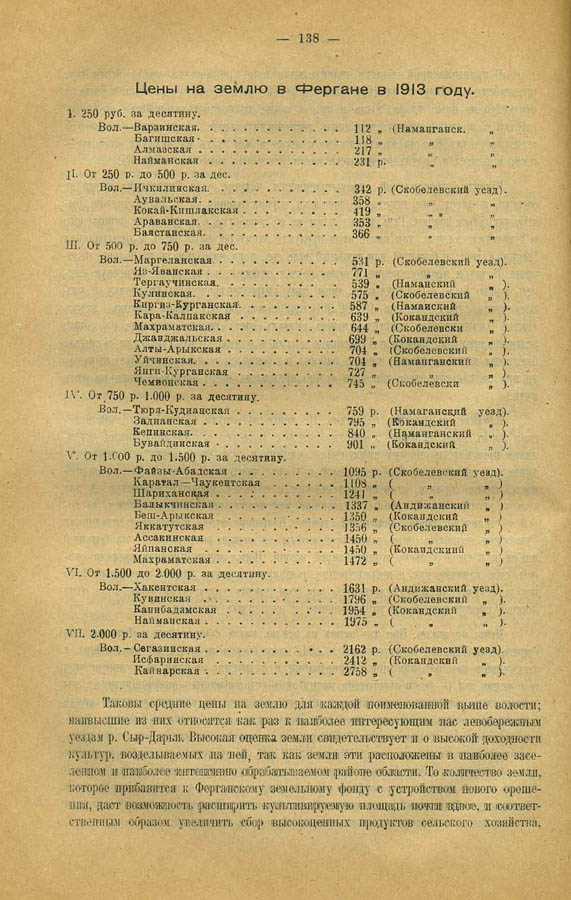 — 138 —
Цены на землю в Фергане в 1913 году.
I. 250 руб. за десятину.
Вол.—Варзинская. . . . . . . . . . . . 112 „ (Наманганск. „
Багишская . . . . . . . . . . . . 118 „ „ „
Алмазская . . . . . . . . . . . . 217 „ „ „
Найманская . . . . . . . . . . . . 231 р. „ „
II. От 250 р. до 500 р. за дес.
Вол.—Ичкилинская. . . . . . . . . . . . 342 р. (Скобелевский уезд).
Аувальская. . . . . . . . . . . . 358 „ „ „
Кокай-Кишлакская . . . . . . . . . 419 „ „ „ „
Араванская. . . . . . . . . . . . 353 „ „ „
Баястанская. . . . . . . . . . . . 366 „ „ „
III. От 500 р. до 750 р. за дес.
Вол.—Маргеланская . . . . . . . . . . . 531 р. (Скобелевский уезд).
Яз-Яванская . . . . . . . . . . . 771 „ „ „
Тергаучинская. . . . . . . . . . . 539 „ (Наманский „ ).
Кулинская. . . . . . . . . . . . 575 „ (Скобелевский „ ).
Киргиз-Курганская. . . . . . . . . 587 „ (Наманский „ ).
Кара-Калпакская . . . . . . . . . 639 „ (Кокандский „ ).
Махраматская. . . . . . . . . . . 644 „ (Скобелевски „ ).
Джанджальская . . . . . . . . . . 699 „ (Кокандский „ ).
Алты-Арыкская . . . . . . . . . . 704 „ (Скобелевский „ ).
Уйчинская. . . . . . . . . . . . 704 „ (Наманганский „ ).
Янги-Курганская . . . . . . . . . 727 „ „ „ ).
Чемионская . . . . . . . . . . . 745 „ (Скобелевски „ ).
IV. От 750 р. 1.000 р. за десятину.
Вол.—Тюря-Кудианская . . . . . . . . . 759 р. (Намаганский уезд).
Задианская . . . . . . . . . . . 795 „ (Кокандский „ ).
Кепинская. . . . . . . . . . . . 840 „ (Наманганский „ ).
Бувайдинская . . . . . . . . . . 901 „ (Кокандский „ ).
V. От 1.000 р. до 1.500 р. за десятину.
Вол.—Файзы-Абадская . . . . . . . . . . 1095 р. (Скобелевский уезд).
Каратал—Чаукентская . . . . . . . 1108 „ ( „ „ )
Шариханская . . . . . . . . . . . 1241 „ ( „ „ )
Балыкчинская . . . . . . . . . . . 1337 „ (Андижанский „ )
Беш-Арыкская . . . . . . . . . . . 1350 „ (Кокандский „ )
Яккатутская . . . . . . . . . . . 1356 „ (Скобелевский „ )
Ассакинская . . . . . . . . . . . 1450 „ ( „ „ )
Яйпанская . . . . . . . . . . . . 1450 „ (Кокандский „ )
Махраматская . . . . . . . . . . . 1472 „ ( „ „ )
VI. От 1.500 до 2.000 р. за десятину.
Вол.—Хакентская . . . . . . . . . . . 1631 р. (Андижанский уезд).
Кувинская . . . . . . . . . . . . 1796 „ (Скобелевский „ ).
Канибадамская . . . . . . . . . . 1954 „ (Кокандский „ ).
Найманская . . . . . . . . . . . . 1975 „ ( „ „ ).
VII. 2.000 р. за десятину.
Вол.—Сегазинская . . . . . . . . . . . 2162 р. (Скобелевский уезд).
Исфаринская . . . . . . . . . . . 2412 „ (Кокандский „ ).
Кайнарская . . . . . . . . . . . . 2758 „ ( „ „ ).
Таковы средние цены на землю для каждой поименованной выше волости;
наивысшие из них относятся как раз к наиболее интересующим нас левобережным
уездам р. Сыр-Дарьи. Высокая оценка земли свидетельствует и о высокой доходности
культур, возделываемых на ней, так как земли эти расположены в наиболее засе-
ленном и наиболее интенсивно обрабатываемом районе области. То количество земли,
которое прибавится к Ферганскому земельному фонду с устройством нового ороше-
ния, даст возможность расширить культивируемую площадь почти вдвое, и соответ-
ственным образом увеличить сбор высокоценных продуктов сельского хозяйства,